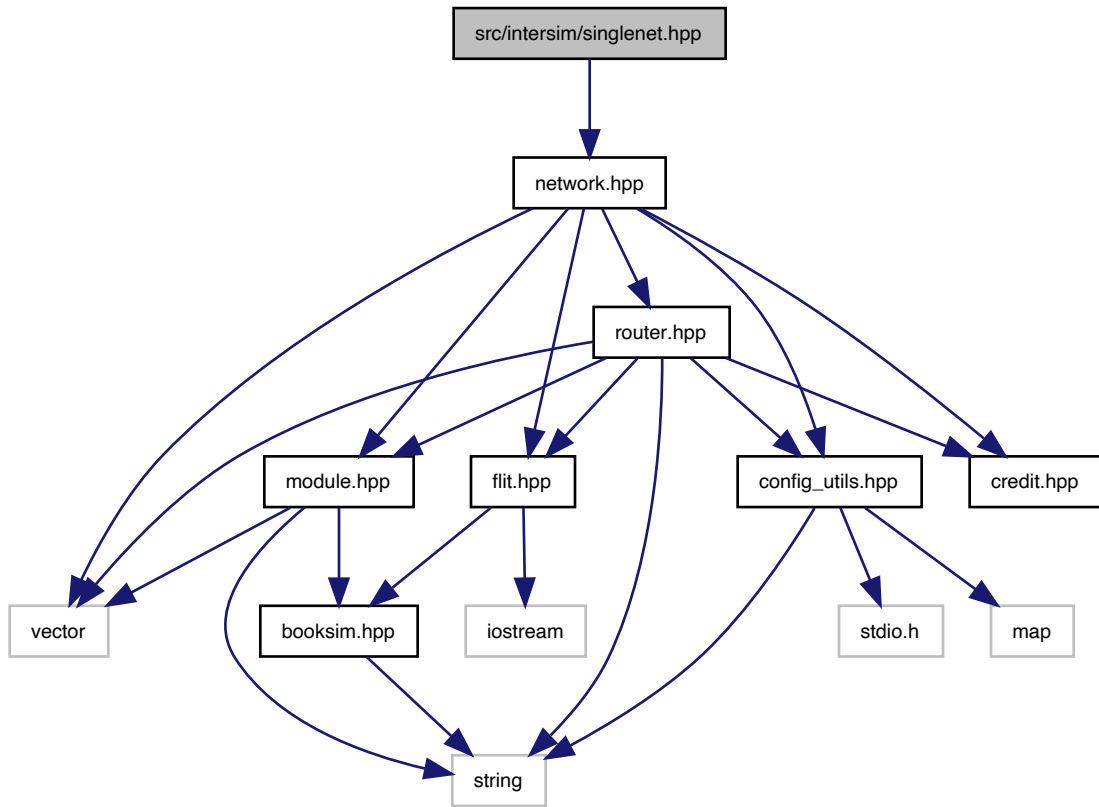 src/intersim/singlenet.hpp
network.hpp
router.hpp
module.hpp
flit.hpp
config_utils.hpp
credit.hpp
vector
booksim.hpp
iostream
stdio.h
map
string